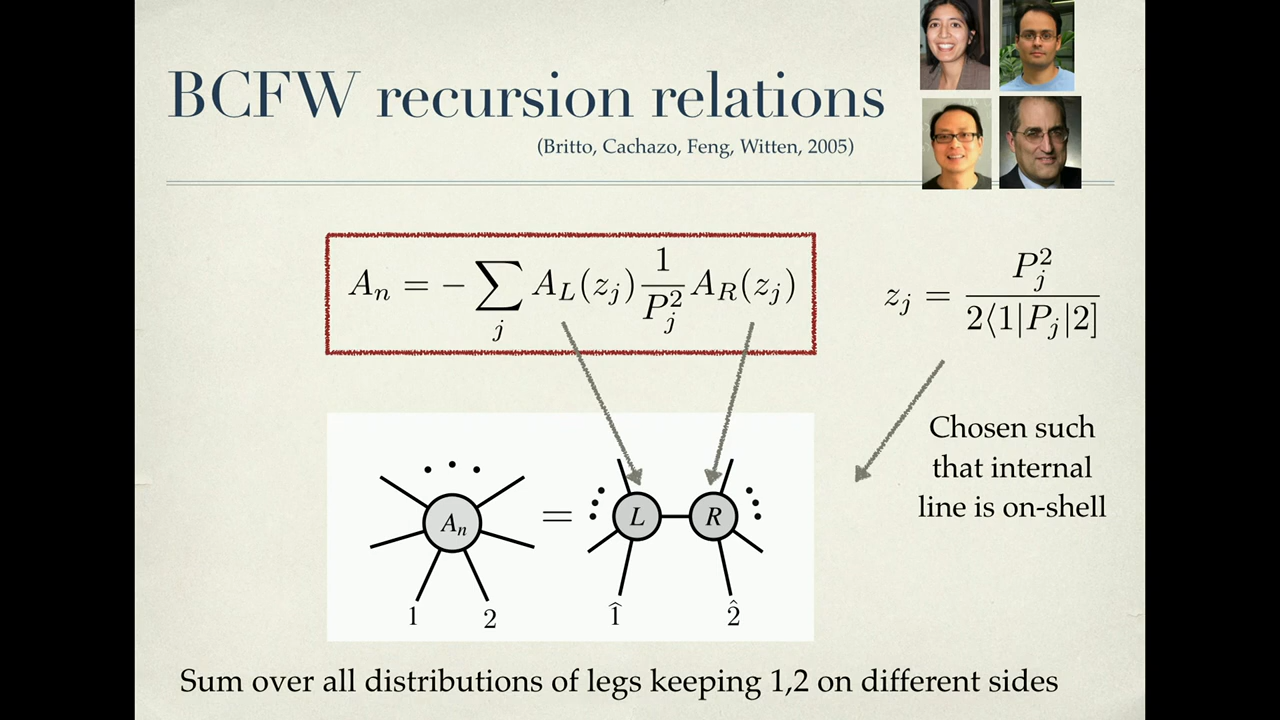 BCFW recursion relations
(Britto, Cachazo, Feng, Witten, 2005)
$A_n = -\sum_j A_L(z_j) \frac{1}{P_j^2} A_R(z_j)$
$z_j = \frac{P_j^2}{2\langle 1|P_j|2]}$
Chosen such
that internal
line is on-shell
$A_n$ = L R
1 2 $\hat{1}$ $\hat{2}$
Sum over all distributions of legs keeping 1,2 on different sides